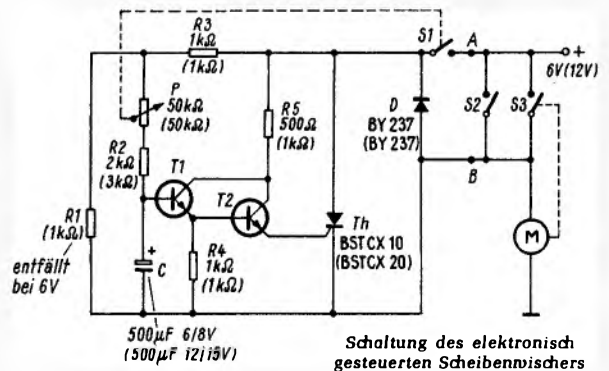 R3
1kΩ
(1kΩ)
S1
A
+
6V(12V)
P
50kΩ
(50kΩ)
R5
500Ω
(1kΩ)
D
BY 237
(BY 237)
S2
S3
R2
2kΩ
(3kΩ)
T1
T2
B
R1
(1kΩ)
entfällt
bei 6V
+
C
R4
1kΩ
(1kΩ)
Th
BSTCX 10
(BSTCX 20)
M
500µF 6/8V
(500µF 12/15V)
Schaltung des elektronisch
gesteuerten Scheibenwischers